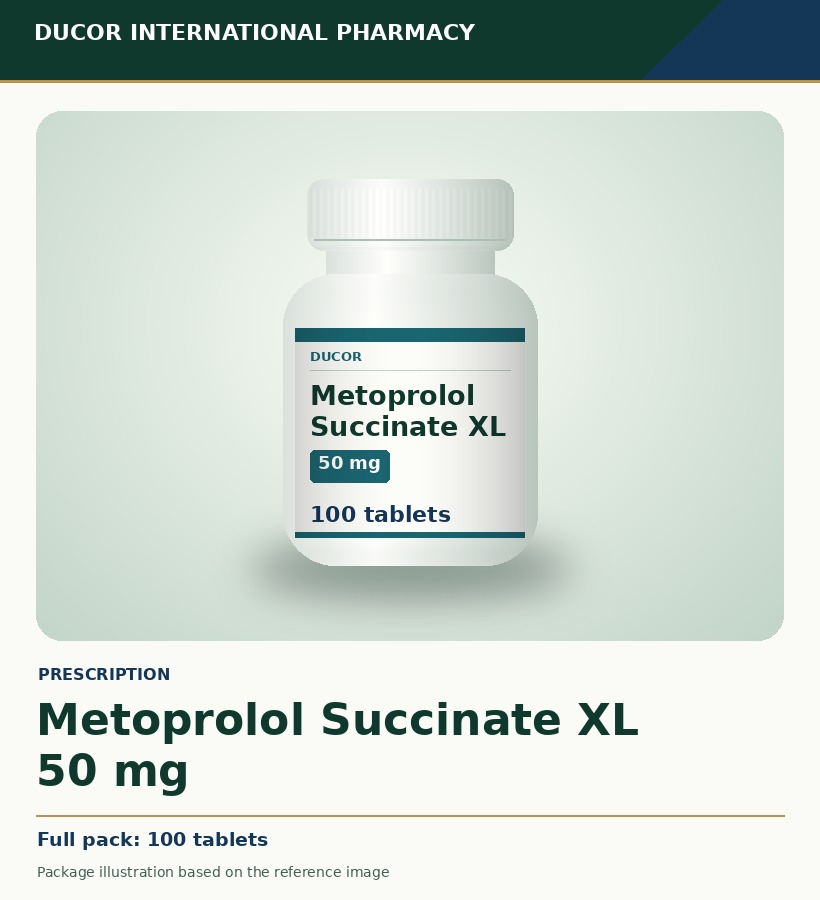 DUCOR INTERNATIONAL PHARMACY
DUCOR
Metoprolol
Succinate XL
50 mg
100 tablets
PRESCRIPTION
Metoprolol Succinate XL
50 mg
Full pack: 100 tablets
Package illustration based on the reference image